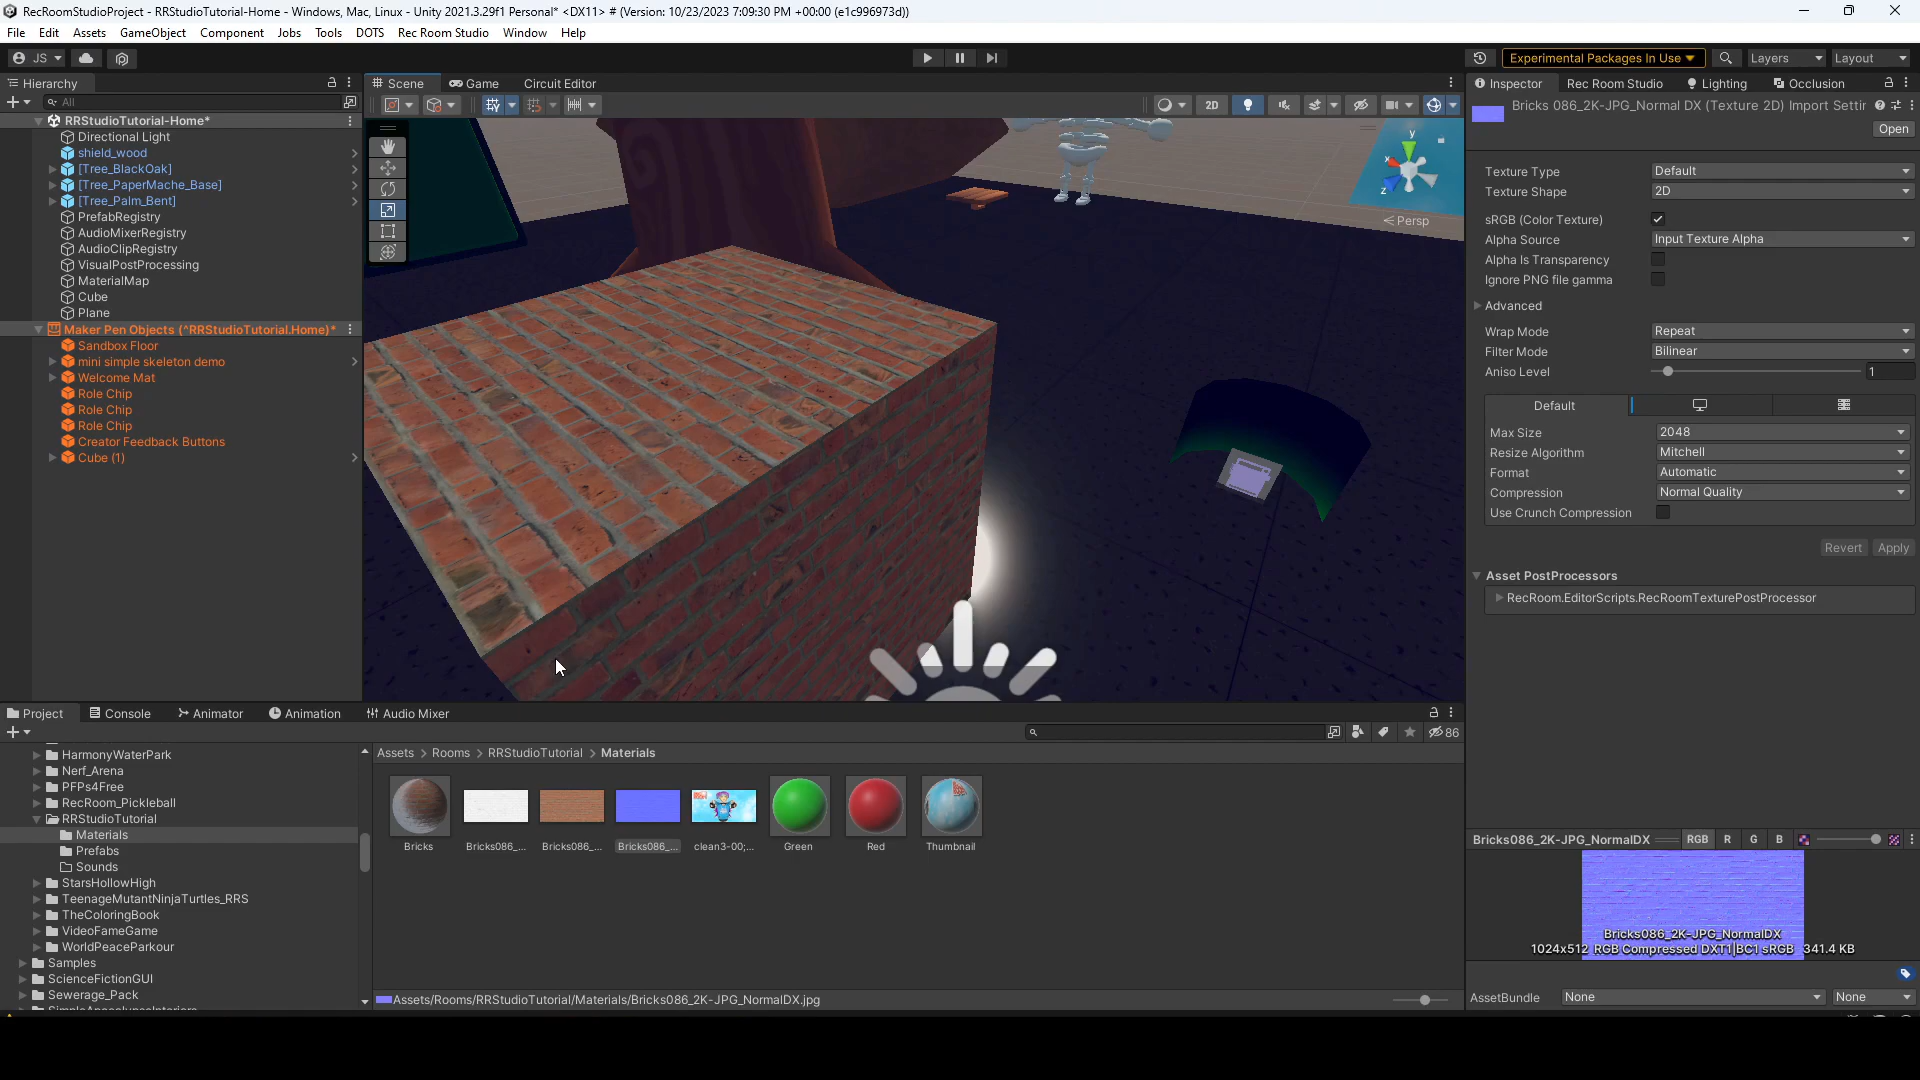 RecRoomStudioProject - RRStudioTutorial-Home - Windows, Mac, Linux - Unity 2021.3.29f1 Personal* <DX11> # (Version: 10/23/2023 7:09:30 PM +00:00 (e1c996973d))
File Edit Assets GameObject Component Jobs Tools DOTS Rec Room Studio Window Help
JS Experimental Packages In Use Layers Layout
Hierarchy Scene Game Circuit Editor Inspector Rec Room Studio Lighting Occlusion
All 2D
Bricks 086_2K-JPG_Normal DX (Texture 2D) Import Settir
Open
RRStudioTutorial-Home*
Directional Light
shield_wood
[Tree_BlackOak]
[Tree_PaperMache_Base]
[Tree_Palm_Bent]
PrefabRegistry
AudioMixerRegistry
AudioClipRegistry
VisualPostProcessing
MaterialMap
Cube
Plane
Maker Pen Objects (^RRStudioTutorial.Home)*
Sandbox Floor
mini simple skeleton demo
Welcome Mat
Role Chip
Role Chip
Role Chip
Creator Feedback Buttons
Cube (1)
y
x
z
Persp
Texture Type Default
Texture Shape 2D
sRGB (Color Texture)
Alpha Source Input Texture Alpha
Alpha Is Transparency
Ignore PNG file gamma
Advanced
Wrap Mode Repeat
Filter Mode Bilinear
Aniso Level 1
Default
Max Size 2048
Resize Algorithm Mitchell
Format Automatic
Compression Normal Quality
Use Crunch Compression
Revert Apply
Asset PostProcessors
RecRoom.EditorScripts.RecRoomTexturePostProcessor
Project Console Animator Animation Audio Mixer
86
HarmonyWaterPark
Nerf_Arena
PFPs4Free
RecRoom_Pickleball
RRStudioTutorial
Materials
Prefabs
Sounds
StarsHollowHigh
TeenageMutantNinjaTurtles_RRS
TheColoringBook
VideoFameGame
WorldPeaceParkour
Samples
ScienceFictionGUI
Sewerage_Pack
Assets > Rooms > RRStudioTutorial > Materials
Bricks Bricks086_... Bricks086_... Bricks086_... clean3-00;... Green Red Thumbnail
Assets/Rooms/RRStudioTutorial/Materials/Bricks086_2K-JPG_NormalDX.jpg
Bricks086_2K-JPG_NormalDX RGB R G B
Bricks086_2K-JPG_NormalDX
1024x512 RGB Compressed DXT1|BC1 sRGB 341.4 KB
AssetBundle None None